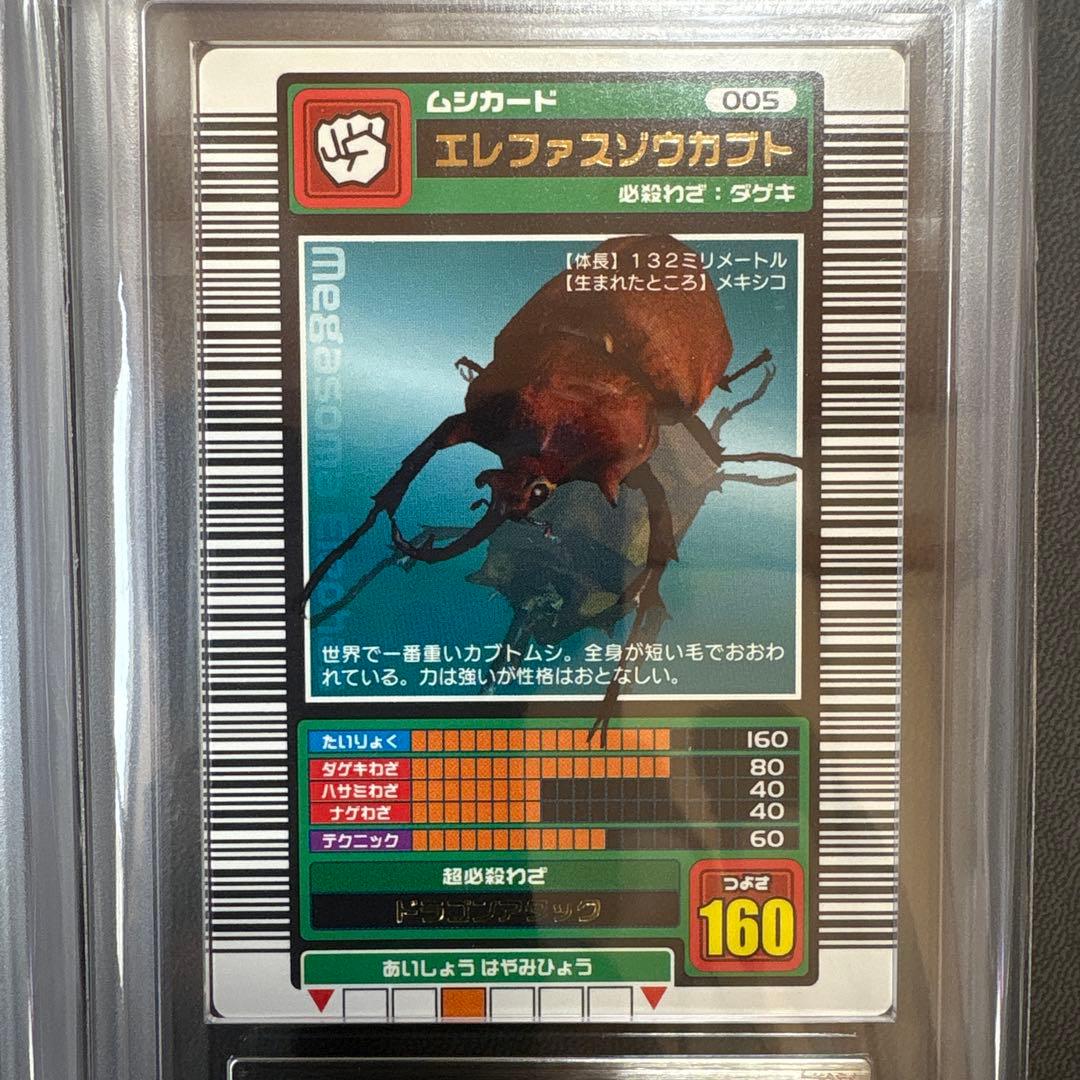 ムシカード
005
エレファスゾウカブト
必殺わざ：ダゲキ
【体長】132ミリメートル
【生まれたところ】メキシコ
Megasoma
世界で一番重いカブトムシ。全身が短い毛でおおわ
れている。力は強いが性格はおとなしい。
たいりょく 160
ダゲキわざ 80
ハサミわざ 40
ナゲわざ 40
テクニック 60
超必殺わざ
ドラゴンアタック
つよさ
160
あいしょうはやみひょう